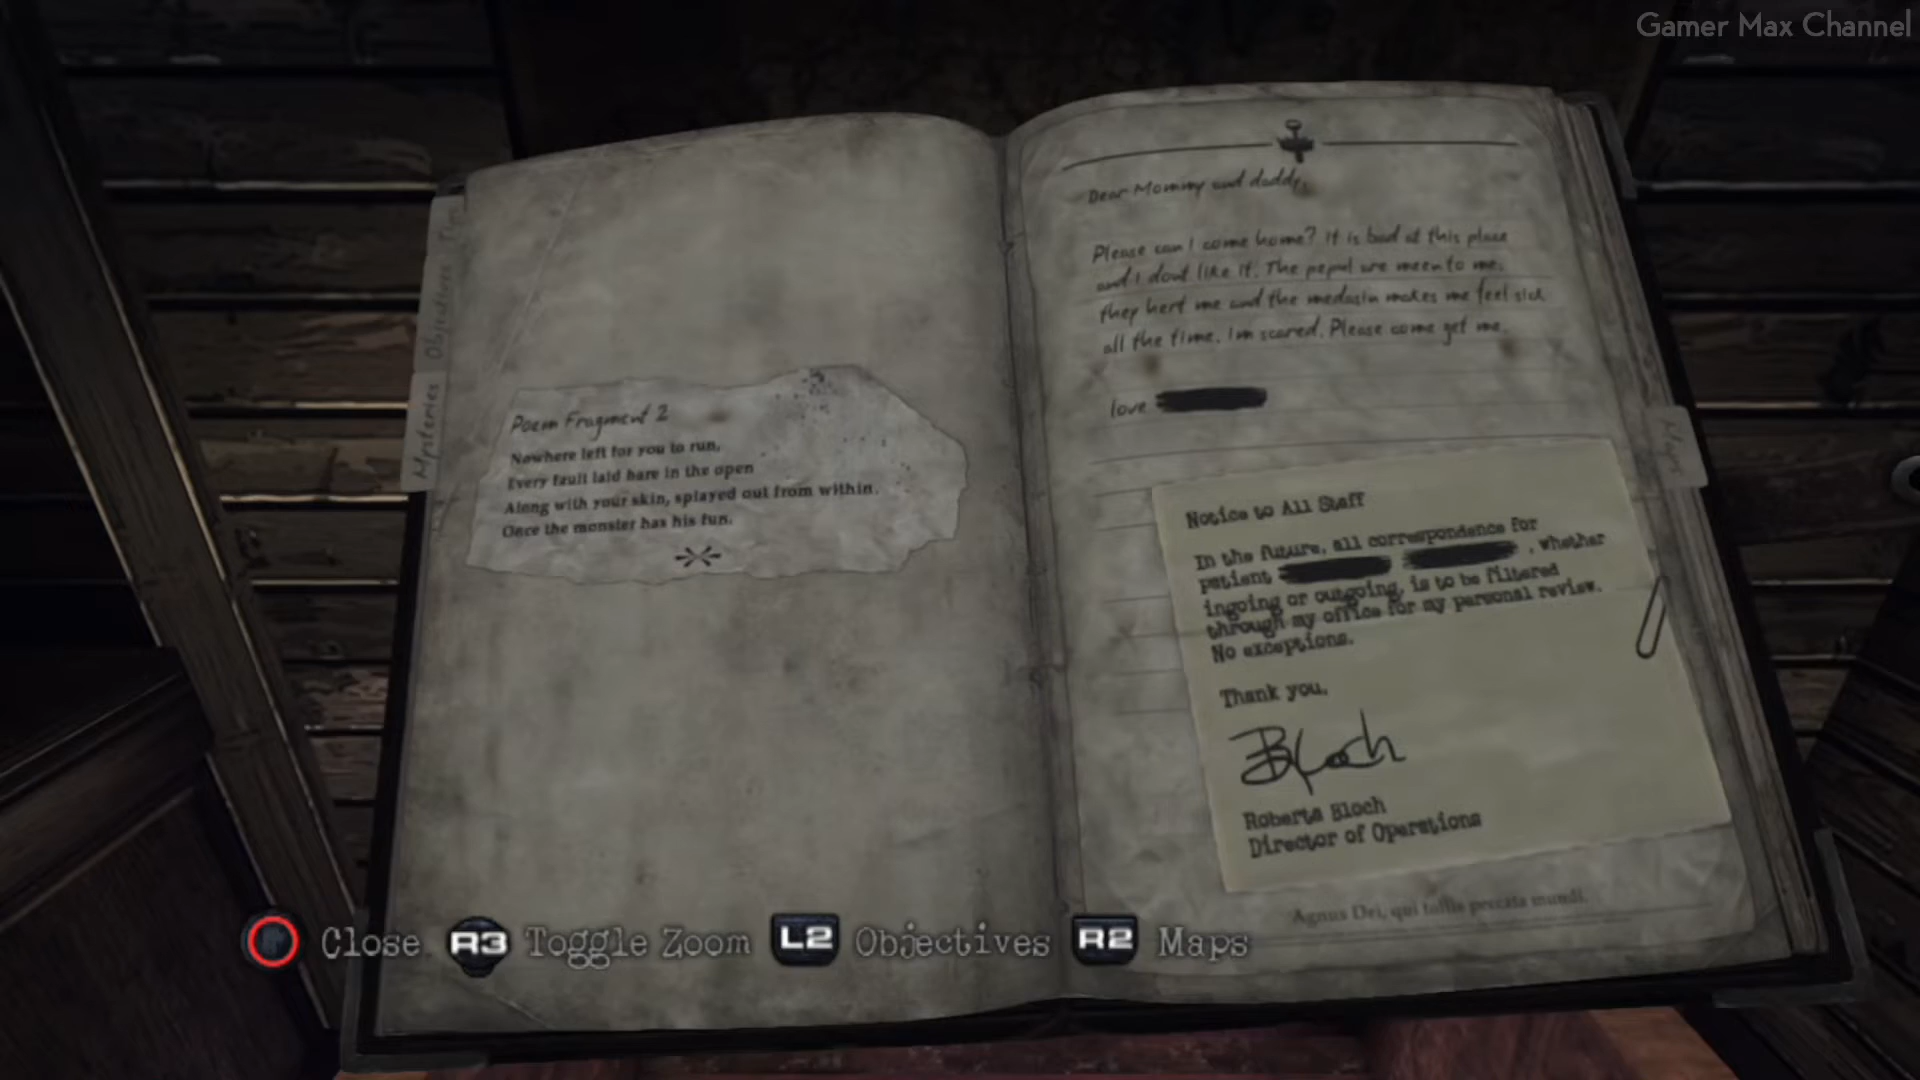 Gamer Max Channel
Objectives
Mysteries
Poem Fragment 2
Nowhere left for you to run,
Every fault laid bare in the open
Along with your skin, splayed out from within.
Once the monster has his fun.
Dear Mommy and daddy,
Please can I come home? It is bad at this place
and I dont like it. The pepul are meen to me.
they hert me and the medasin makes me feel sick
all the time. Im scared. Please come get me.
love
Notice to All Staff
In the future, all correspondence for
patient , whether
ingoing or outgoing, is to be filtered
through my office for my personal review.
No exceptions.
Thank you,
Bloch
Roberta Bloch
Director of Operations
Agnus Dei, qui tollis peccata mundi.
Maps
Close R3 Toggle Zoom L2 Objectives R2 Maps